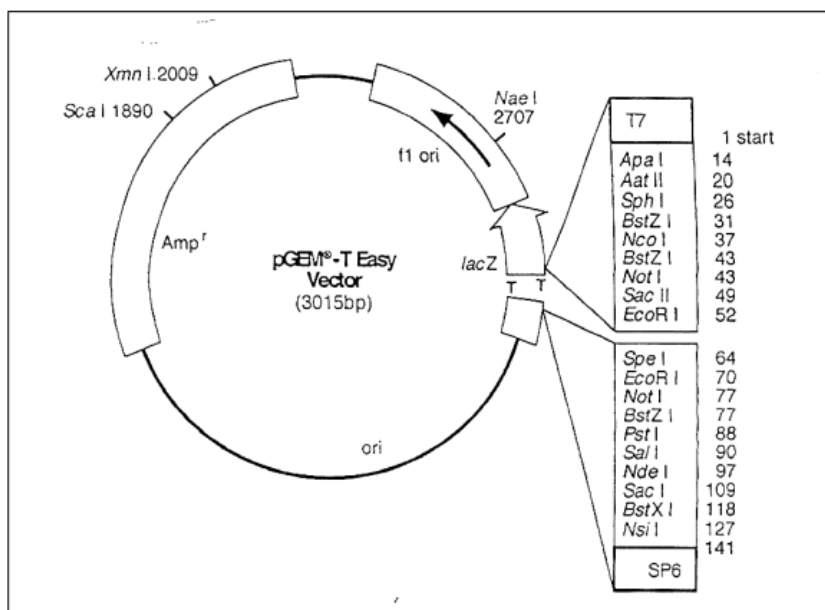 Xmn I 2009
Sca I 1890
Nae I
2707
f1 ori
Amp r
pGEM®-T Easy
Vector
(3015bp)
lacZ
T T
ori
T7
1 start
Apa I 14
Aat II 20
Sph I 26
BstZ I 31
Nco I 37
BstZ I 43
Not I 43
Sac II 49
EcoR I 52
Spe I 64
EcoR I 70
Not I 77
BstZ I 77
Pst I 88
Sal I 90
Nde I 97
Sac I 109
BstX I 118
Nsi I 127
141
SP6